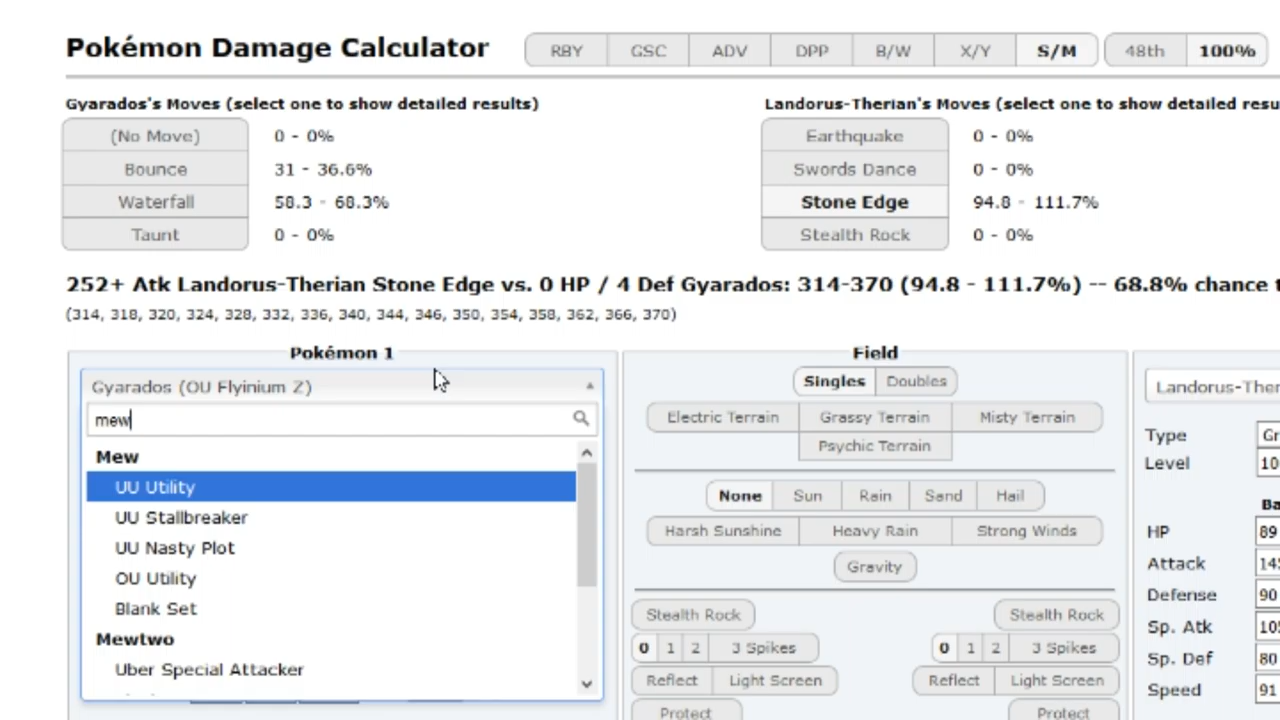 Pokémon Damage Calculator RBY GSC ADV DPP B/W X/Y S/M 48th 100%
Gyarados's Moves (select one to show detailed results)
(No Move) 0 - 0%
Bounce 31 - 36.6%
Waterfall 58.3 - 68.3%
Taunt 0 - 0%
Landorus-Therian's Moves (select one to show detailed resu
Earthquake 0 - 0%
Swords Dance 0 - 0%
Stone Edge 94.8 - 111.7%
Stealth Rock 0 - 0%
252+ Atk Landorus-Therian Stone Edge vs. 0 HP / 4 Def Gyarados: 314-370 (94.8 - 111.7%) -- 68.8% chance t
(314, 318, 320, 324, 328, 332, 336, 340, 344, 346, 350, 354, 358, 362, 366, 370)
Pokémon 1
Gyarados (OU Flyinium Z)
mew
Mew
UU Utility
UU Stallbreaker
UU Nasty Plot
OU Utility
Blank Set
Mewtwo
Uber Special Attacker
Field
Singles Doubles
Electric Terrain Grassy Terrain Misty Terrain
Psychic Terrain
None Sun Rain Sand Hail
Harsh Sunshine Heavy Rain Strong Winds
Gravity
Stealth Rock Stealth Rock
0 1 2 3 Spikes 0 1 2 3 Spikes
Reflect Light Screen Reflect Light Screen
Protect Protect
Landorus-Ther
Type Gr
Level 10
Ba
HP 89
Attack 145
Defense 90
Sp. Atk 105
Sp. Def 80
Speed 91